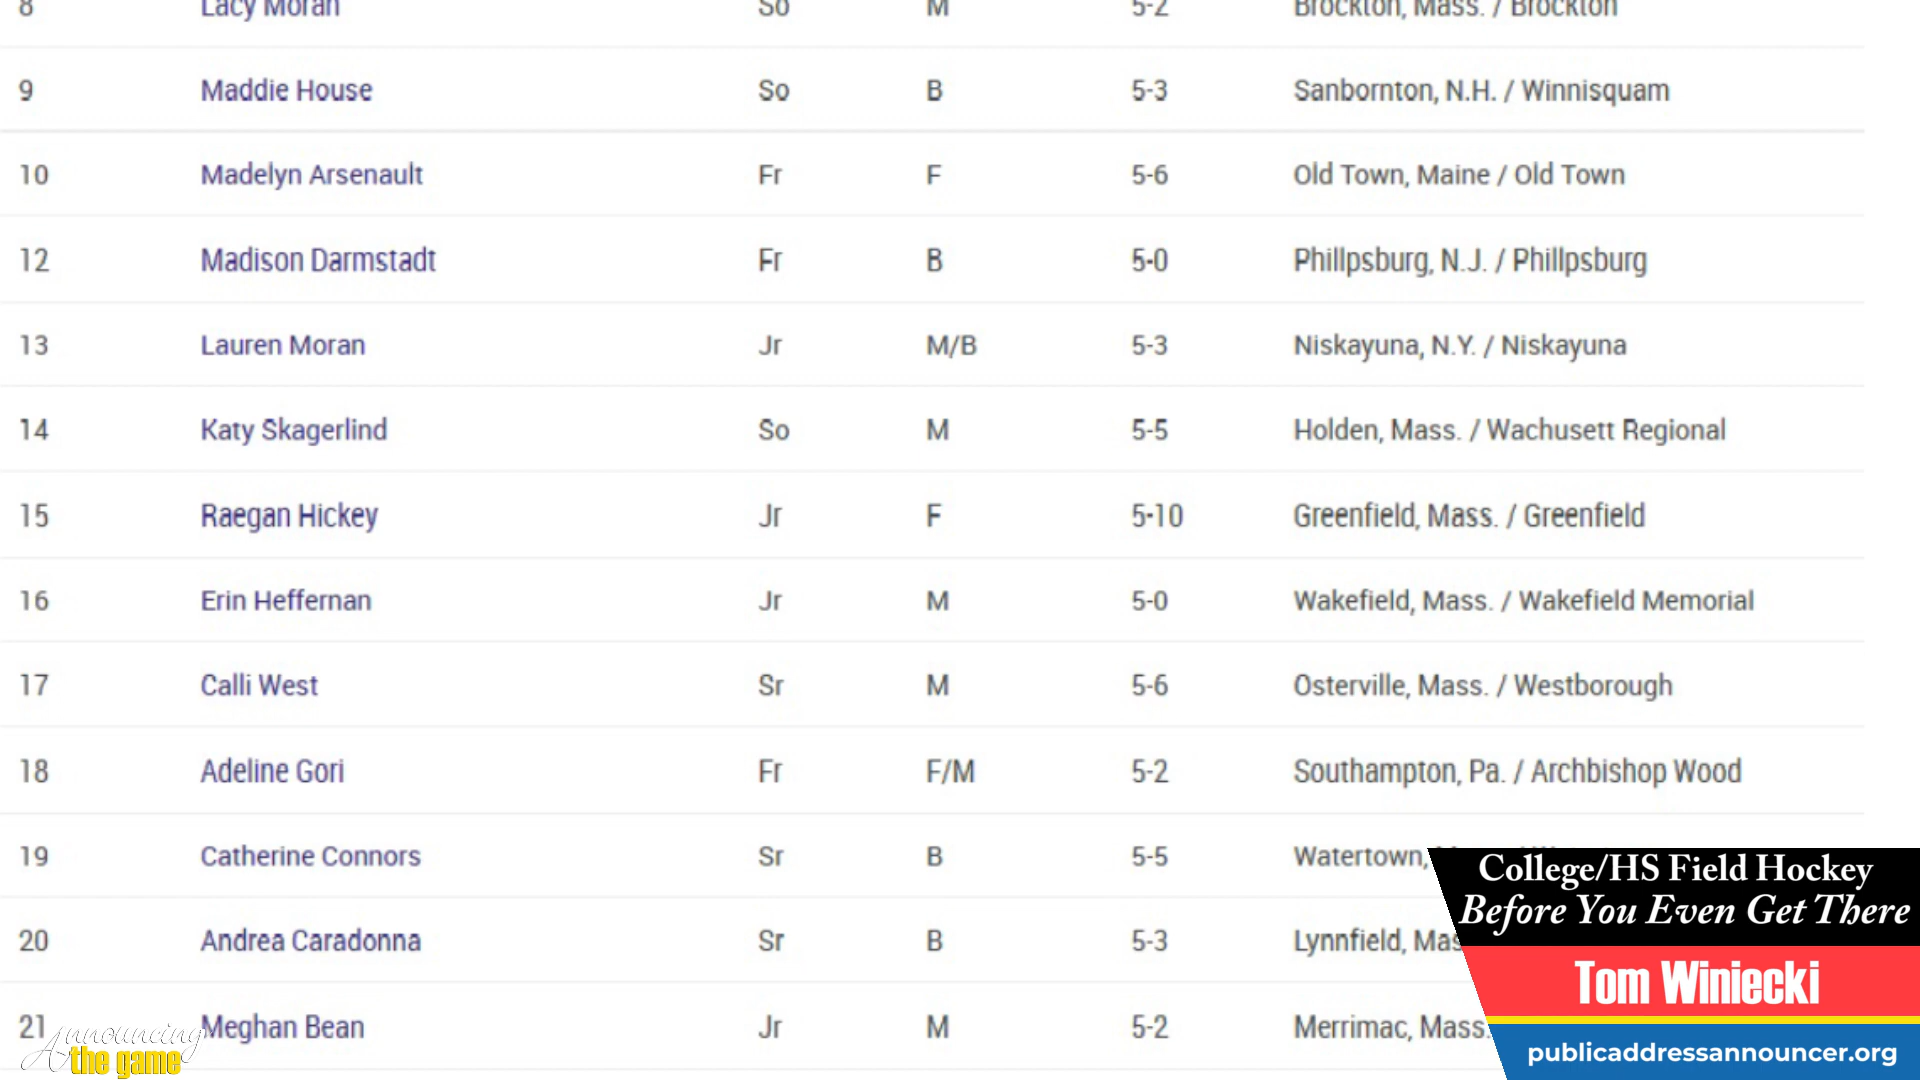 8 Lacy Moran So M 5-2 Brockton, Mass. / Brockton
9 Maddie House So B 5-3 Sanbornton, N.H. / Winnisquam
10 Madelyn Arsenault Fr F 5-6 Old Town, Maine / Old Town
12 Madison Darmstadt Fr B 5-0 Phillpsburg, N.J. / Phillpsburg
13 Lauren Moran Jr M/B 5-3 Niskayuna, N.Y. / Niskayuna
14 Katy Skagerlind So M 5-5 Holden, Mass. / Wachusett Regional
15 Raegan Hickey Jr F 5-10 Greenfield, Mass. / Greenfield
16 Erin Heffernan Jr M 5-0 Wakefield, Mass. / Wakefield Memorial
17 Calli West Sr M 5-6 Osterville, Mass. / Westborough
18 Adeline Gori Fr F/M 5-2 Southampton, Pa. / Archbishop Wood
19 Catherine Connors Sr B 5-5 Watertown,
20 Andrea Caradonna Sr B 5-3 Lynnfield, Mas
21 Meghan Bean Jr M 5-2 Merrimac, Mass.
Announcing
the game
College/HS Field Hockey
Before You Even Get There
Tom Winiecki
publicaddressannouncer.org